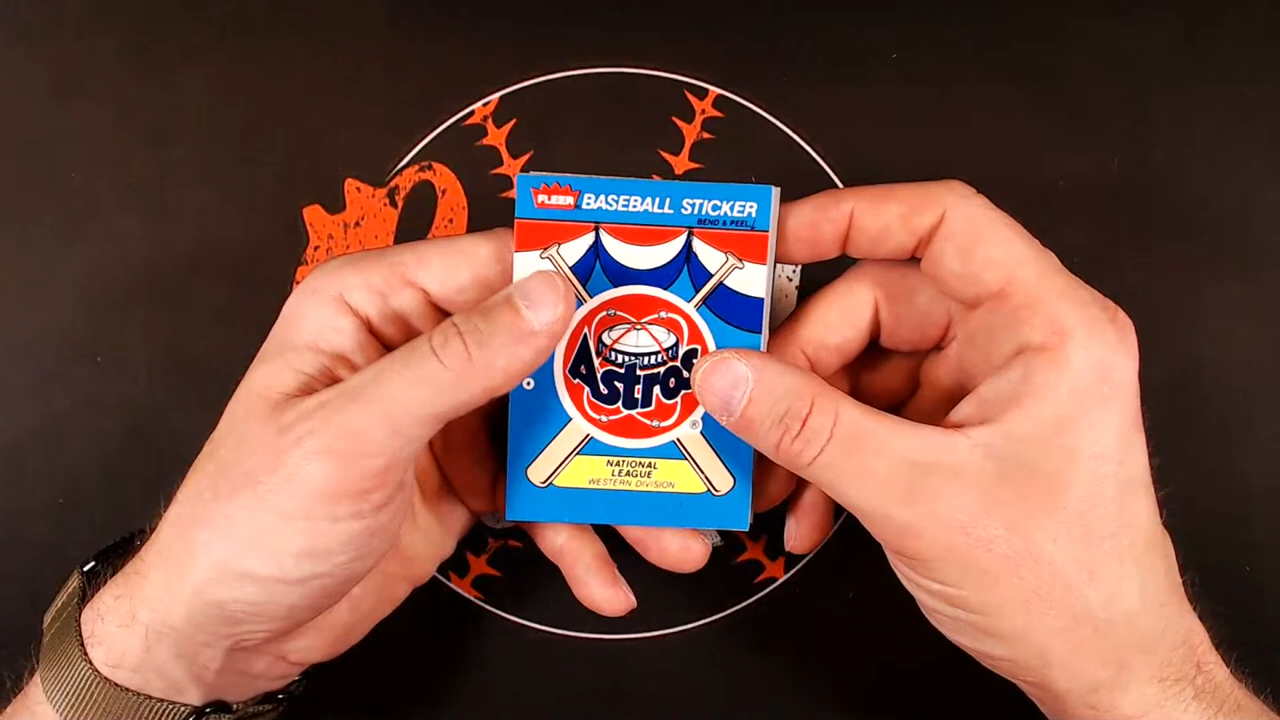 FLEER
BASEBALL STICKER
BEND & PEEL
Astros
®
NATIONAL
LEAGUE
WESTERN DIVISION